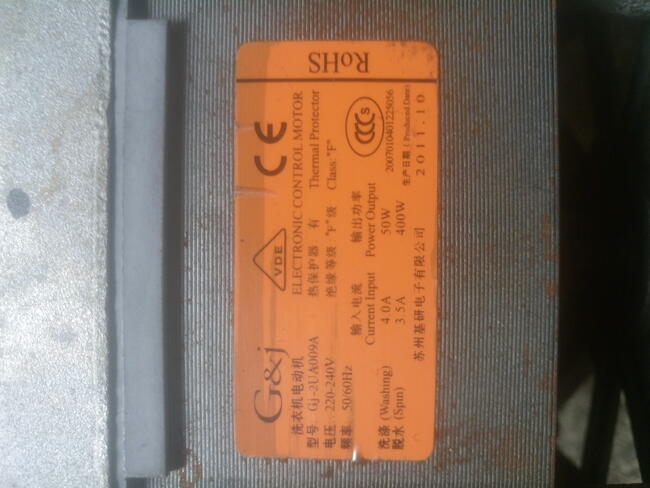 RoHS
G&j
VDE
CE
洗衣机电动机 ELECTRONIC CONTROL MOTOR
型号 Gj-2UA009A 热保护器 有 Thermal Protector
电压: 220-240V 绝缘等级 "F"级 Class:"F"
频率: 50/60Hz
CCC S
2007010401225056
输入电流 输出功率
Current Input Power Output
洗涤 (Washing) 4.0A 50W
脱水 (Spin) 3.5A 400W
生产日期 (Produced Date):
苏州基研电子有限公司 2011.10